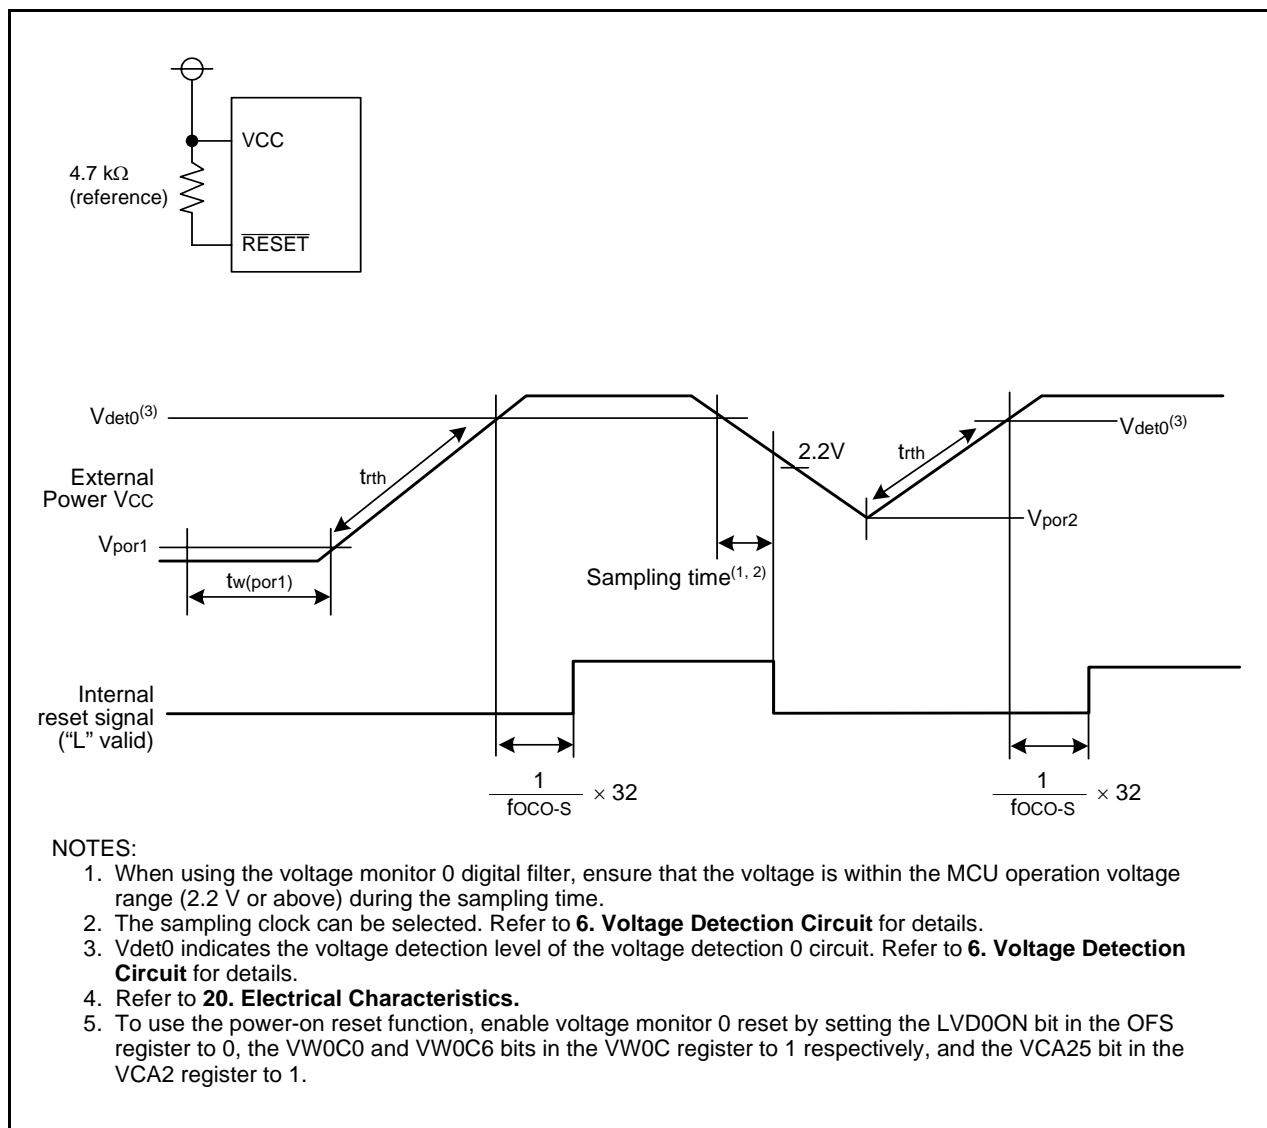 VCC
4.7 kΩ
(reference)
RESET
Vdet0(3)
2.2V
Vdet0(3)
trth
trth
External
Power VCC
Vpor2
Vpor1
tw(por1)
Sampling time(1, 2)
Internal
reset signal
(“L” valid)
1
fOCO-S
× 32
1
fOCO-S
× 32
NOTES:
1. When using the voltage monitor 0 digital filter, ensure that the voltage is within the MCU operation voltage
range (2.2 V or above) during the sampling time.
2. The sampling clock can be selected. Refer to 6. Voltage Detection Circuit for details.
3. Vdet0 indicates the voltage detection level of the voltage detection 0 circuit. Refer to 6. Voltage Detection
Circuit for details.
4. Refer to 20. Electrical Characteristics.
5. To use the power-on reset function, enable voltage monitor 0 reset by setting the LVD0ON bit in the OFS
register to 0, the VW0C0 and VW0C6 bits in the VW0C register to 1 respectively, and the VCA25 bit in the
VCA2 register to 1.